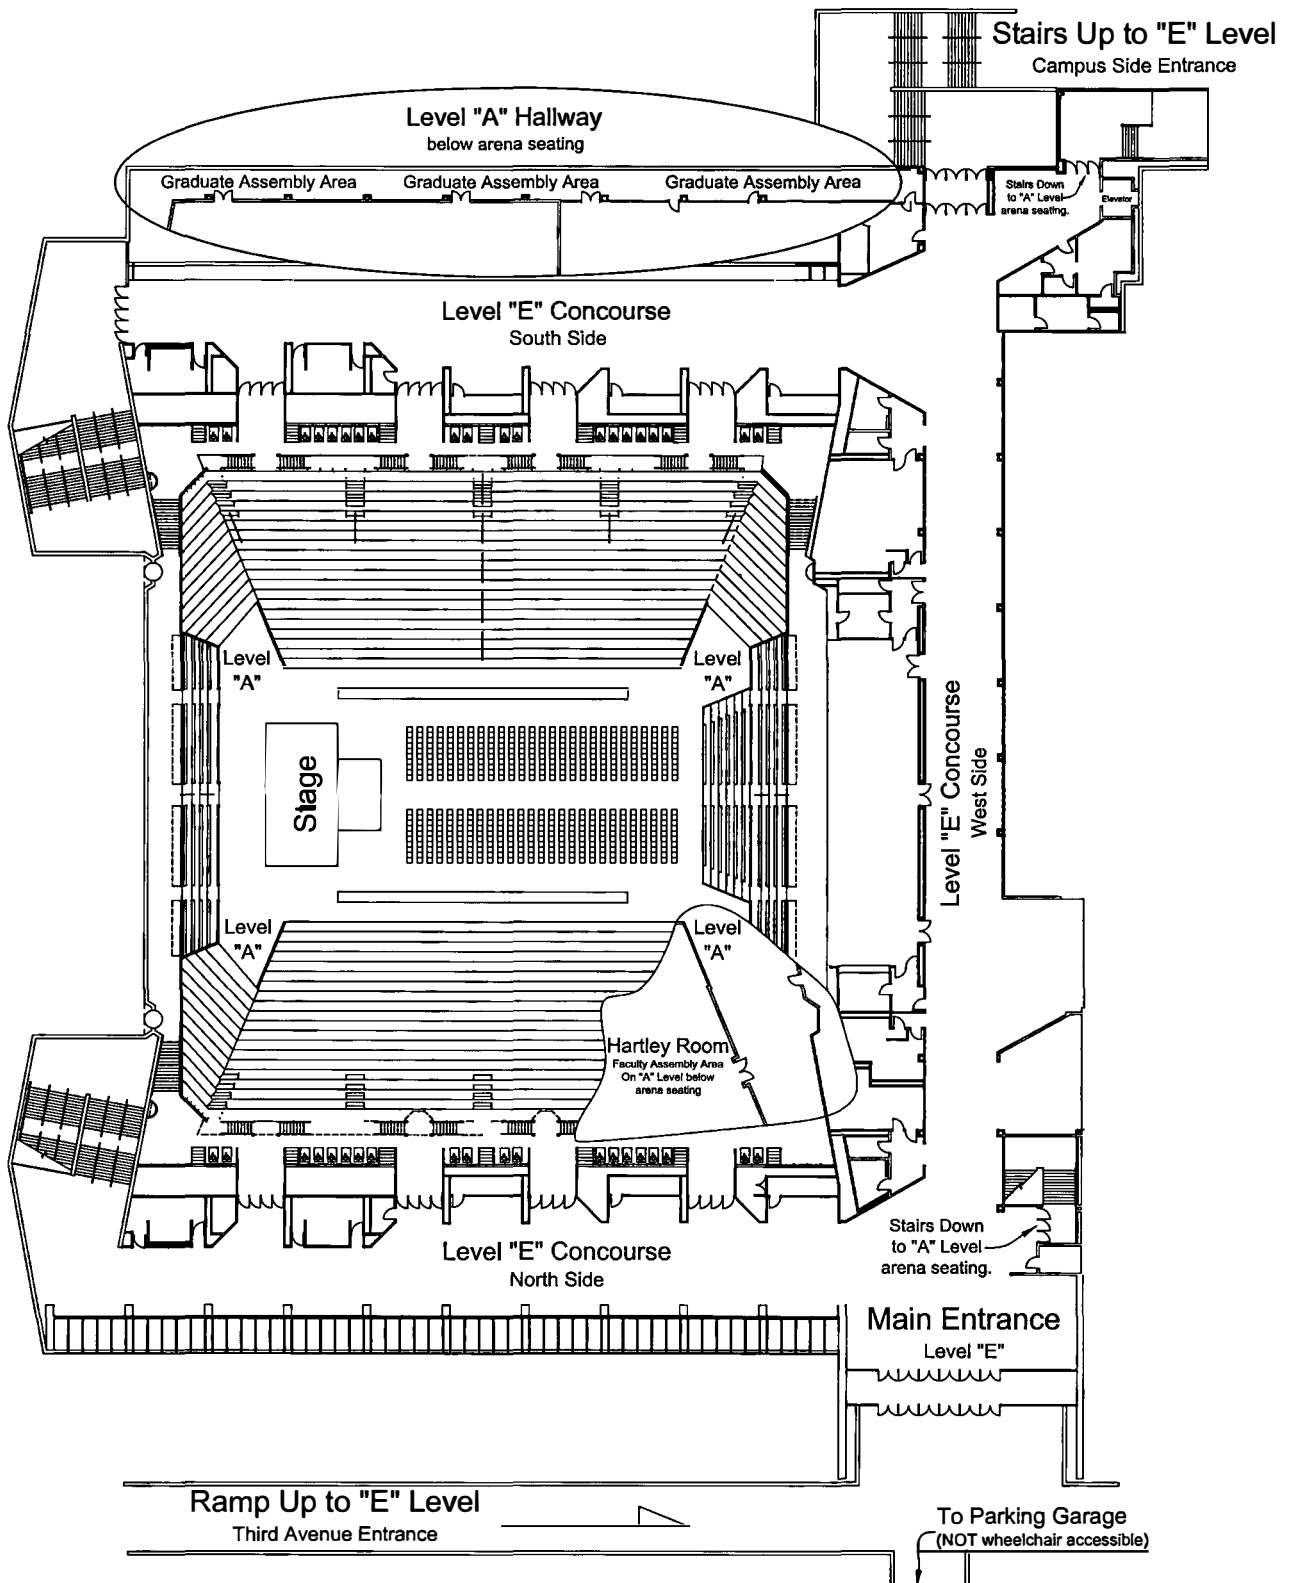 Stairs Up to "E" Level
Campus Side Entrance
Level "A" Hallway
below arena seating
Graduate Assembly Area
Graduate Assembly Area
Graduate Assembly Area
Stairs Down
to "A" Level
arena seating.
Elevator
Level "E" Concourse
South Side
Level
"A"
Level
"A"
Stage
Level "E" Concourse
West Side
Level
"A"
Level
"A"
Hartley Room
Faculty Assembly Area
On "A" Level below
arena seating
Stairs Down
to "A" Level
arena seating.
Level "E" Concourse
North Side
Main Entrance
Level "E"
Ramp Up to "E" Level
Third Avenue Entrance
To Parking Garage
(NOT wheelchair accessible)